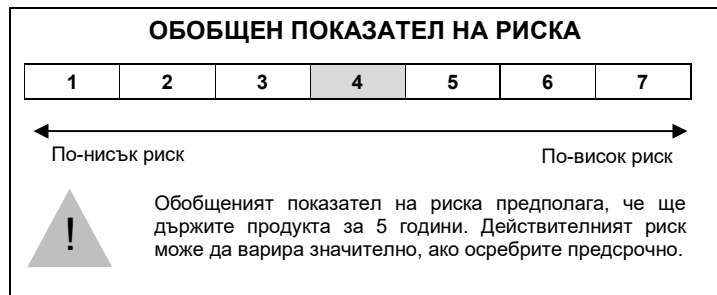 ОБОБЩЕН ПОКАЗАТЕЛ НА РИСКА
1 2 3 4 5 6 7
По-нисък риск По-висок риск
! Обобщеният показател на риска предполага, че ще
държите продукта за 5 години. Действителният риск
може да варира значително, ако осребрите предсрочно.